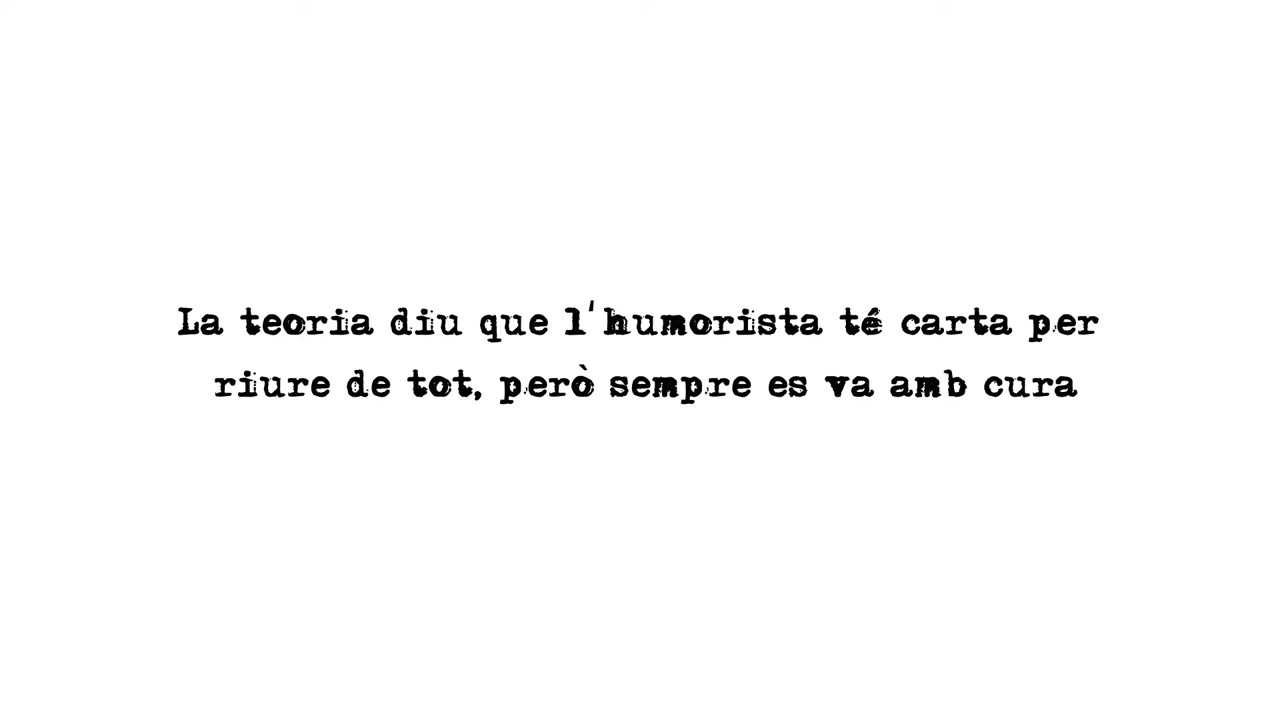 La teoria diu que l'humorista té carta per
riure de tot, però sempre es va amb cura